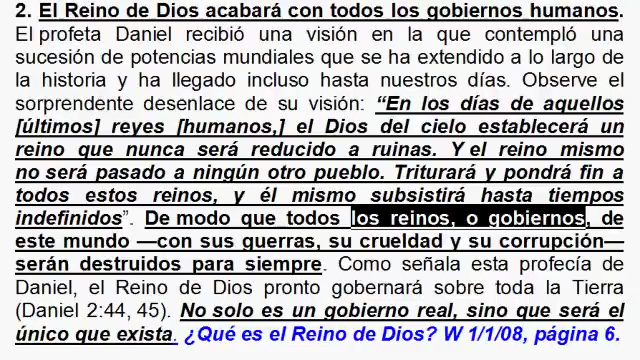 2. El Reino de Dios acabará con todos los gobiernos humanos.
El profeta Daniel recibió una visión en la que contempló una
sucesión de potencias mundiales que se ha extendido a lo largo de
la historia y ha llegado incluso hasta nuestros días. Observe el
sorprendente desenlace de su visión: “En los días de aquellos
[últimos] reyes [humanos,] el Dios del cielo establecerá un
reino que nunca será reducido a ruinas. Y el reino mismo
no será pasado a ningún otro pueblo. Triturará y pondrá fin a
todos estos reinos, y él mismo subsistirá hasta tiempos
indefinidos”. De modo que todos los reinos, o gobiernos, de
este mundo —con sus guerras, su crueldad y su corrupción—
serán destruidos para siempre. Como señala esta profecía de
Daniel, el Reino de Dios pronto gobernará sobre toda la Tierra
(Daniel 2:44, 45). No solo es un gobierno real, sino que será el
único que exista. ¿Qué es el Reino de Dios? W 1/1/08, página 6.